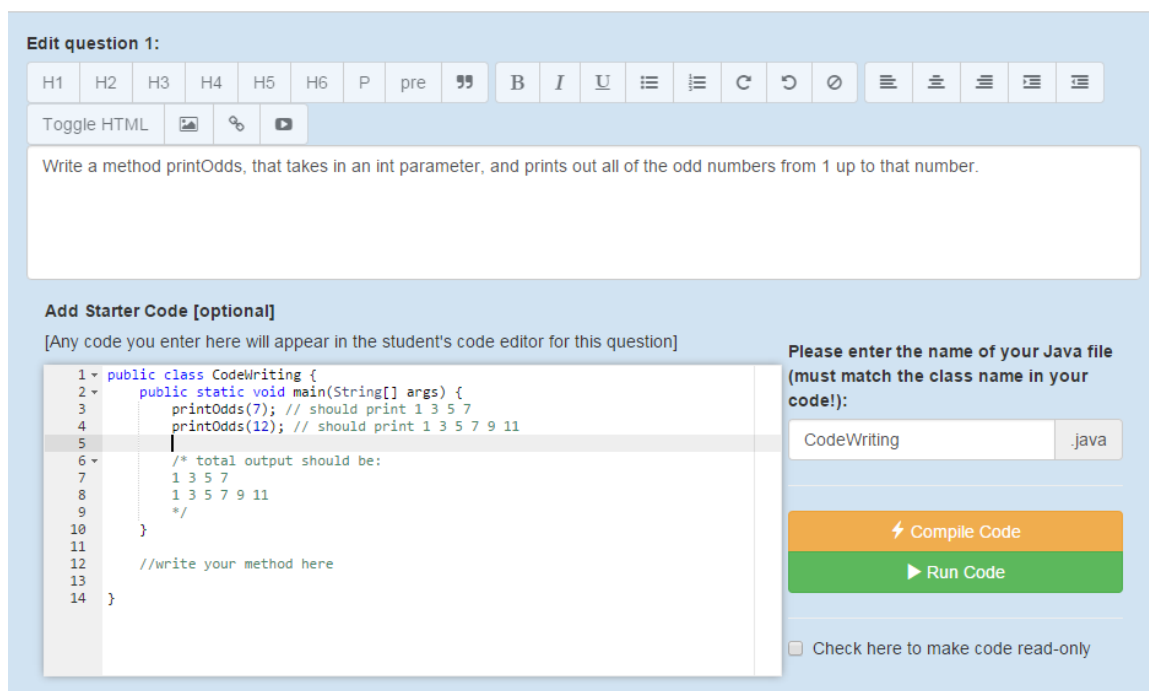 Edit question 1:
H1 H2 H3 H4 H5 H6 P pre B I U
Toggle HTML
Write a method printOdds, that takes in an int parameter, and prints out all of the odd numbers from 1 up to that number.
Add Starter Code [optional]
[Any code you enter here will appear in the student's code editor for this question]
1 public class CodeWriting {
2 public static void main(String[] args) {
3 printOdds(7); // should print 1 3 5 7
4 printOdds(12); // should print 1 3 5 7 9 11
5
6 /* total output should be:
7 1 3 5 7
8 1 3 5 7 9 11
9 */
10 }
11
12 //write your method here
13
14 }
Please enter the name of your Java file
(must match the class name in your
code!):
CodeWriting .java
Compile Code
Run Code
Check here to make code read-only